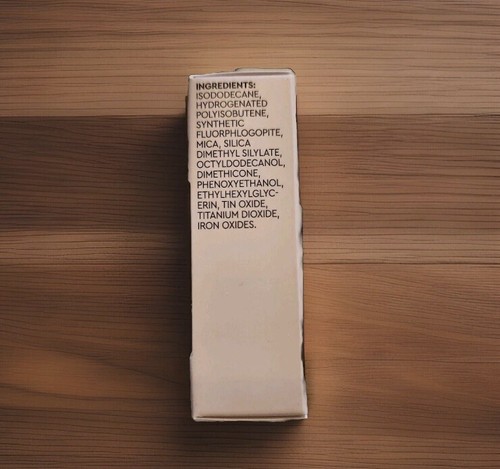 INGREDIENTS:
ISODODECANE,
HYDROGENATED
POLYISOBUTENE,
SYNTHETIC
FLUORPHLOGOPITE,
MICA, SILICA
DIMETHYL SILYLATE,
OCTYLDODECANOL,
DIMETHICONE,
PHENOXYETHANOL,
ETHYLHEXYLGLYC-
ERIN, TIN OXIDE,
TITANIUM DIOXIDE,
IRON OXIDES.